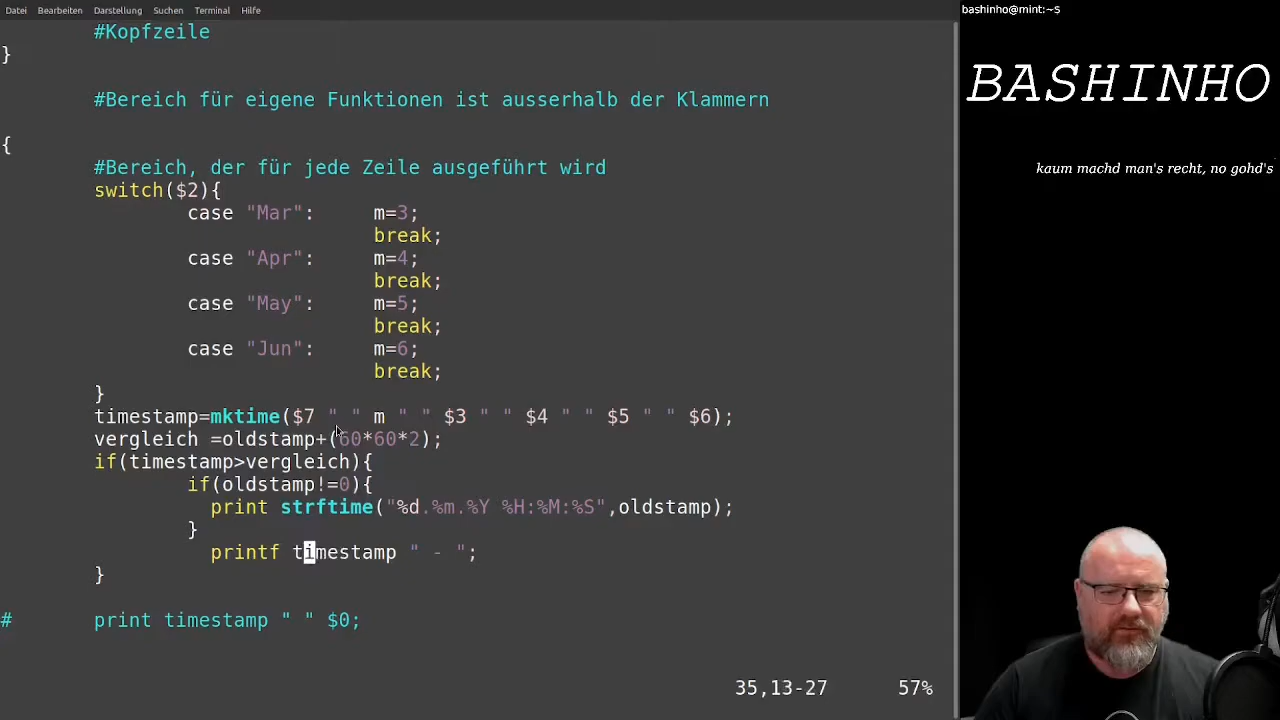 Datei Bearbeiten Darstellung Suchen Terminal Hilfe
#Kopfzeile
}
#Bereich für eigene Funktionen ist ausserhalb der Klammern
{
#Bereich, der für jede Zeile ausgeführt wird
switch($2){
case "Mar": m=3;
break;
case "Apr": m=4;
break;
case "May": m=5;
break;
case "Jun": m=6;
break;
}
timestamp=mktime($7 " " m " " $3 " " $4 " " $5 " " $6);
vergleich =oldstamp+(60*60*2);
if(timestamp>vergleich){
if(oldstamp!=0){
print strftime("%d.%m.%Y %H:%M:%S",oldstamp);
}
printf timestamp " - ";
}
# print timestamp " " $0;
35,13-27 57%
bashinho@mint:~$
BASHINHO
kaum machd man's recht, no gohd's